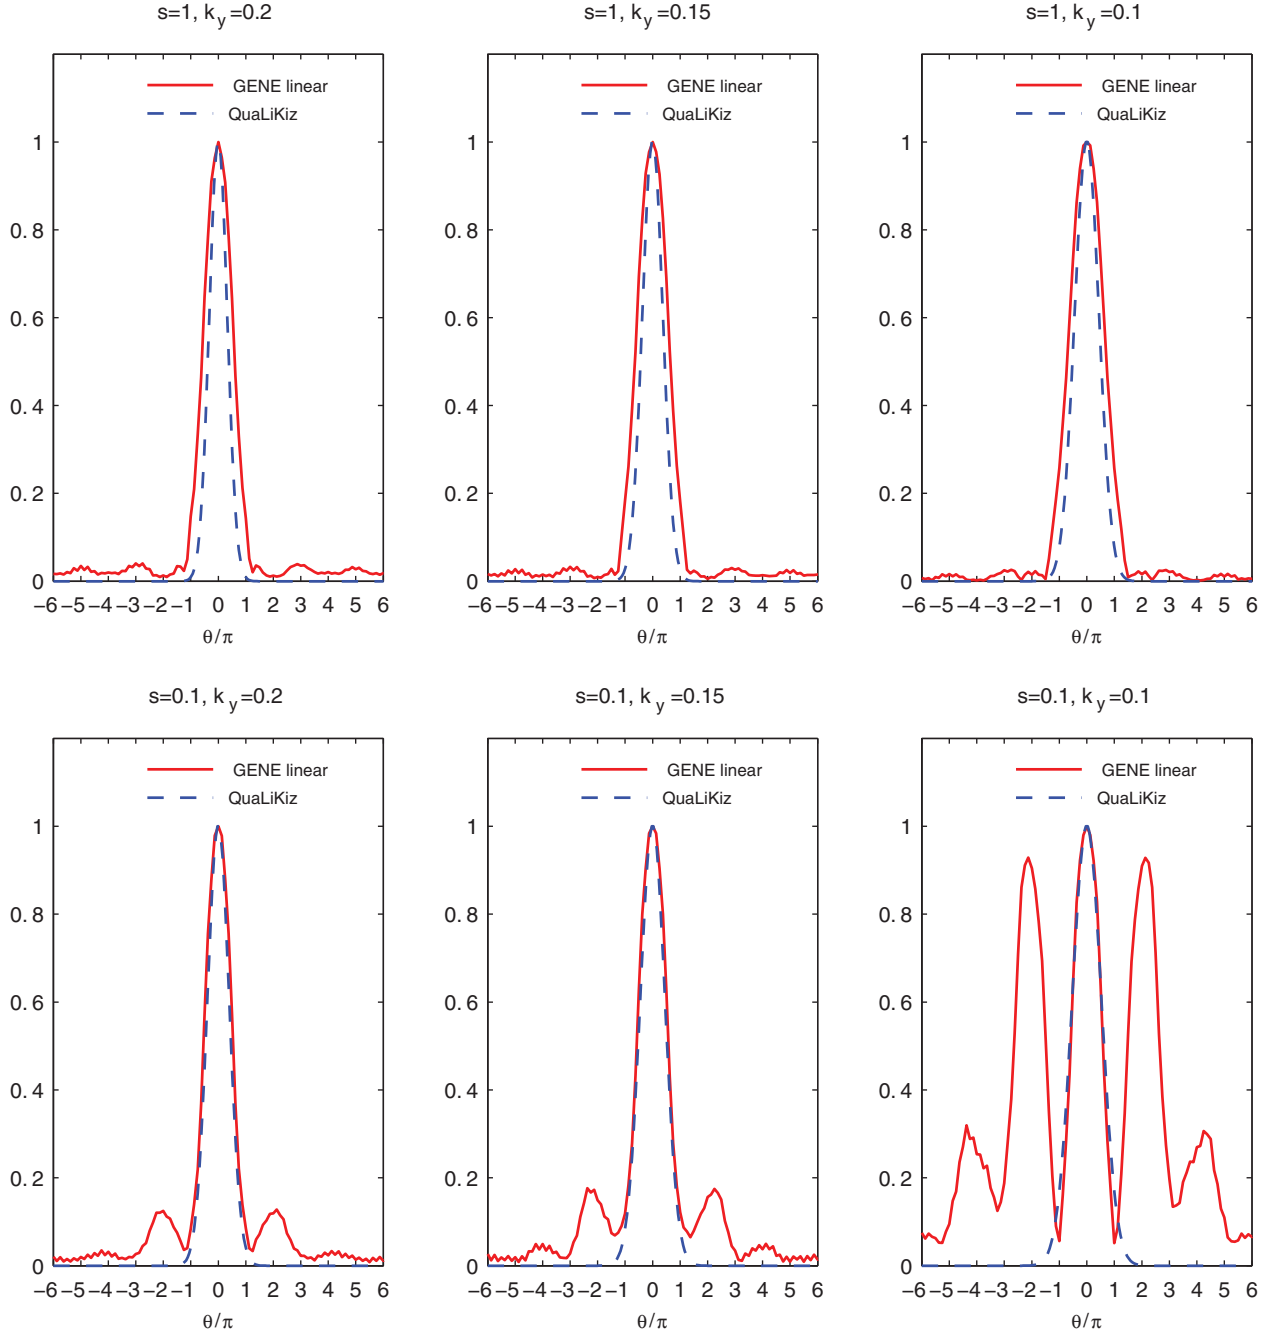 s=1, k_y=0.2
GENE linear
QuaLiKiz
1
0.8
0.6
0.4
0.2
0
−6 −5 −4 −3 −2 −1 0 1 2 3 4 5 6
θ/π
s=1, k_y=0.15
GENE linear
QuaLiKiz
1
0.8
0.6
0.4
0.2
0
−6 −5 −4 −3 −2 −1 0 1 2 3 4 5 6
θ/π
s=1, k_y=0.1
GENE linear
QuaLiKiz
1
0.8
0.6
0.4
0.2
0
−6 −5 −4 −3 −2 −1 0 1 2 3 4 5 6
θ/π
s=0.1, k_y=0.2
GENE linear
QuaLiKiz
1
0.8
0.6
0.4
0.2
0
−6 −5 −4 −3 −2 −1 0 1 2 3 4 5 6
θ/π
s=0.1, k_y=0.15
GENE linear
QuaLiKiz
1
0.8
0.6
0.4
0.2
0
−6 −5 −4 −3 −2 −1 0 1 2 3 4 5 6
θ/π
s=0.1, k_y=0.1
GENE linear
QuaLiKiz
1
0.8
0.6
0.4
0.2
0
−6 −5 −4 −3 −2 −1 0 1 2 3 4 5 6
θ/π